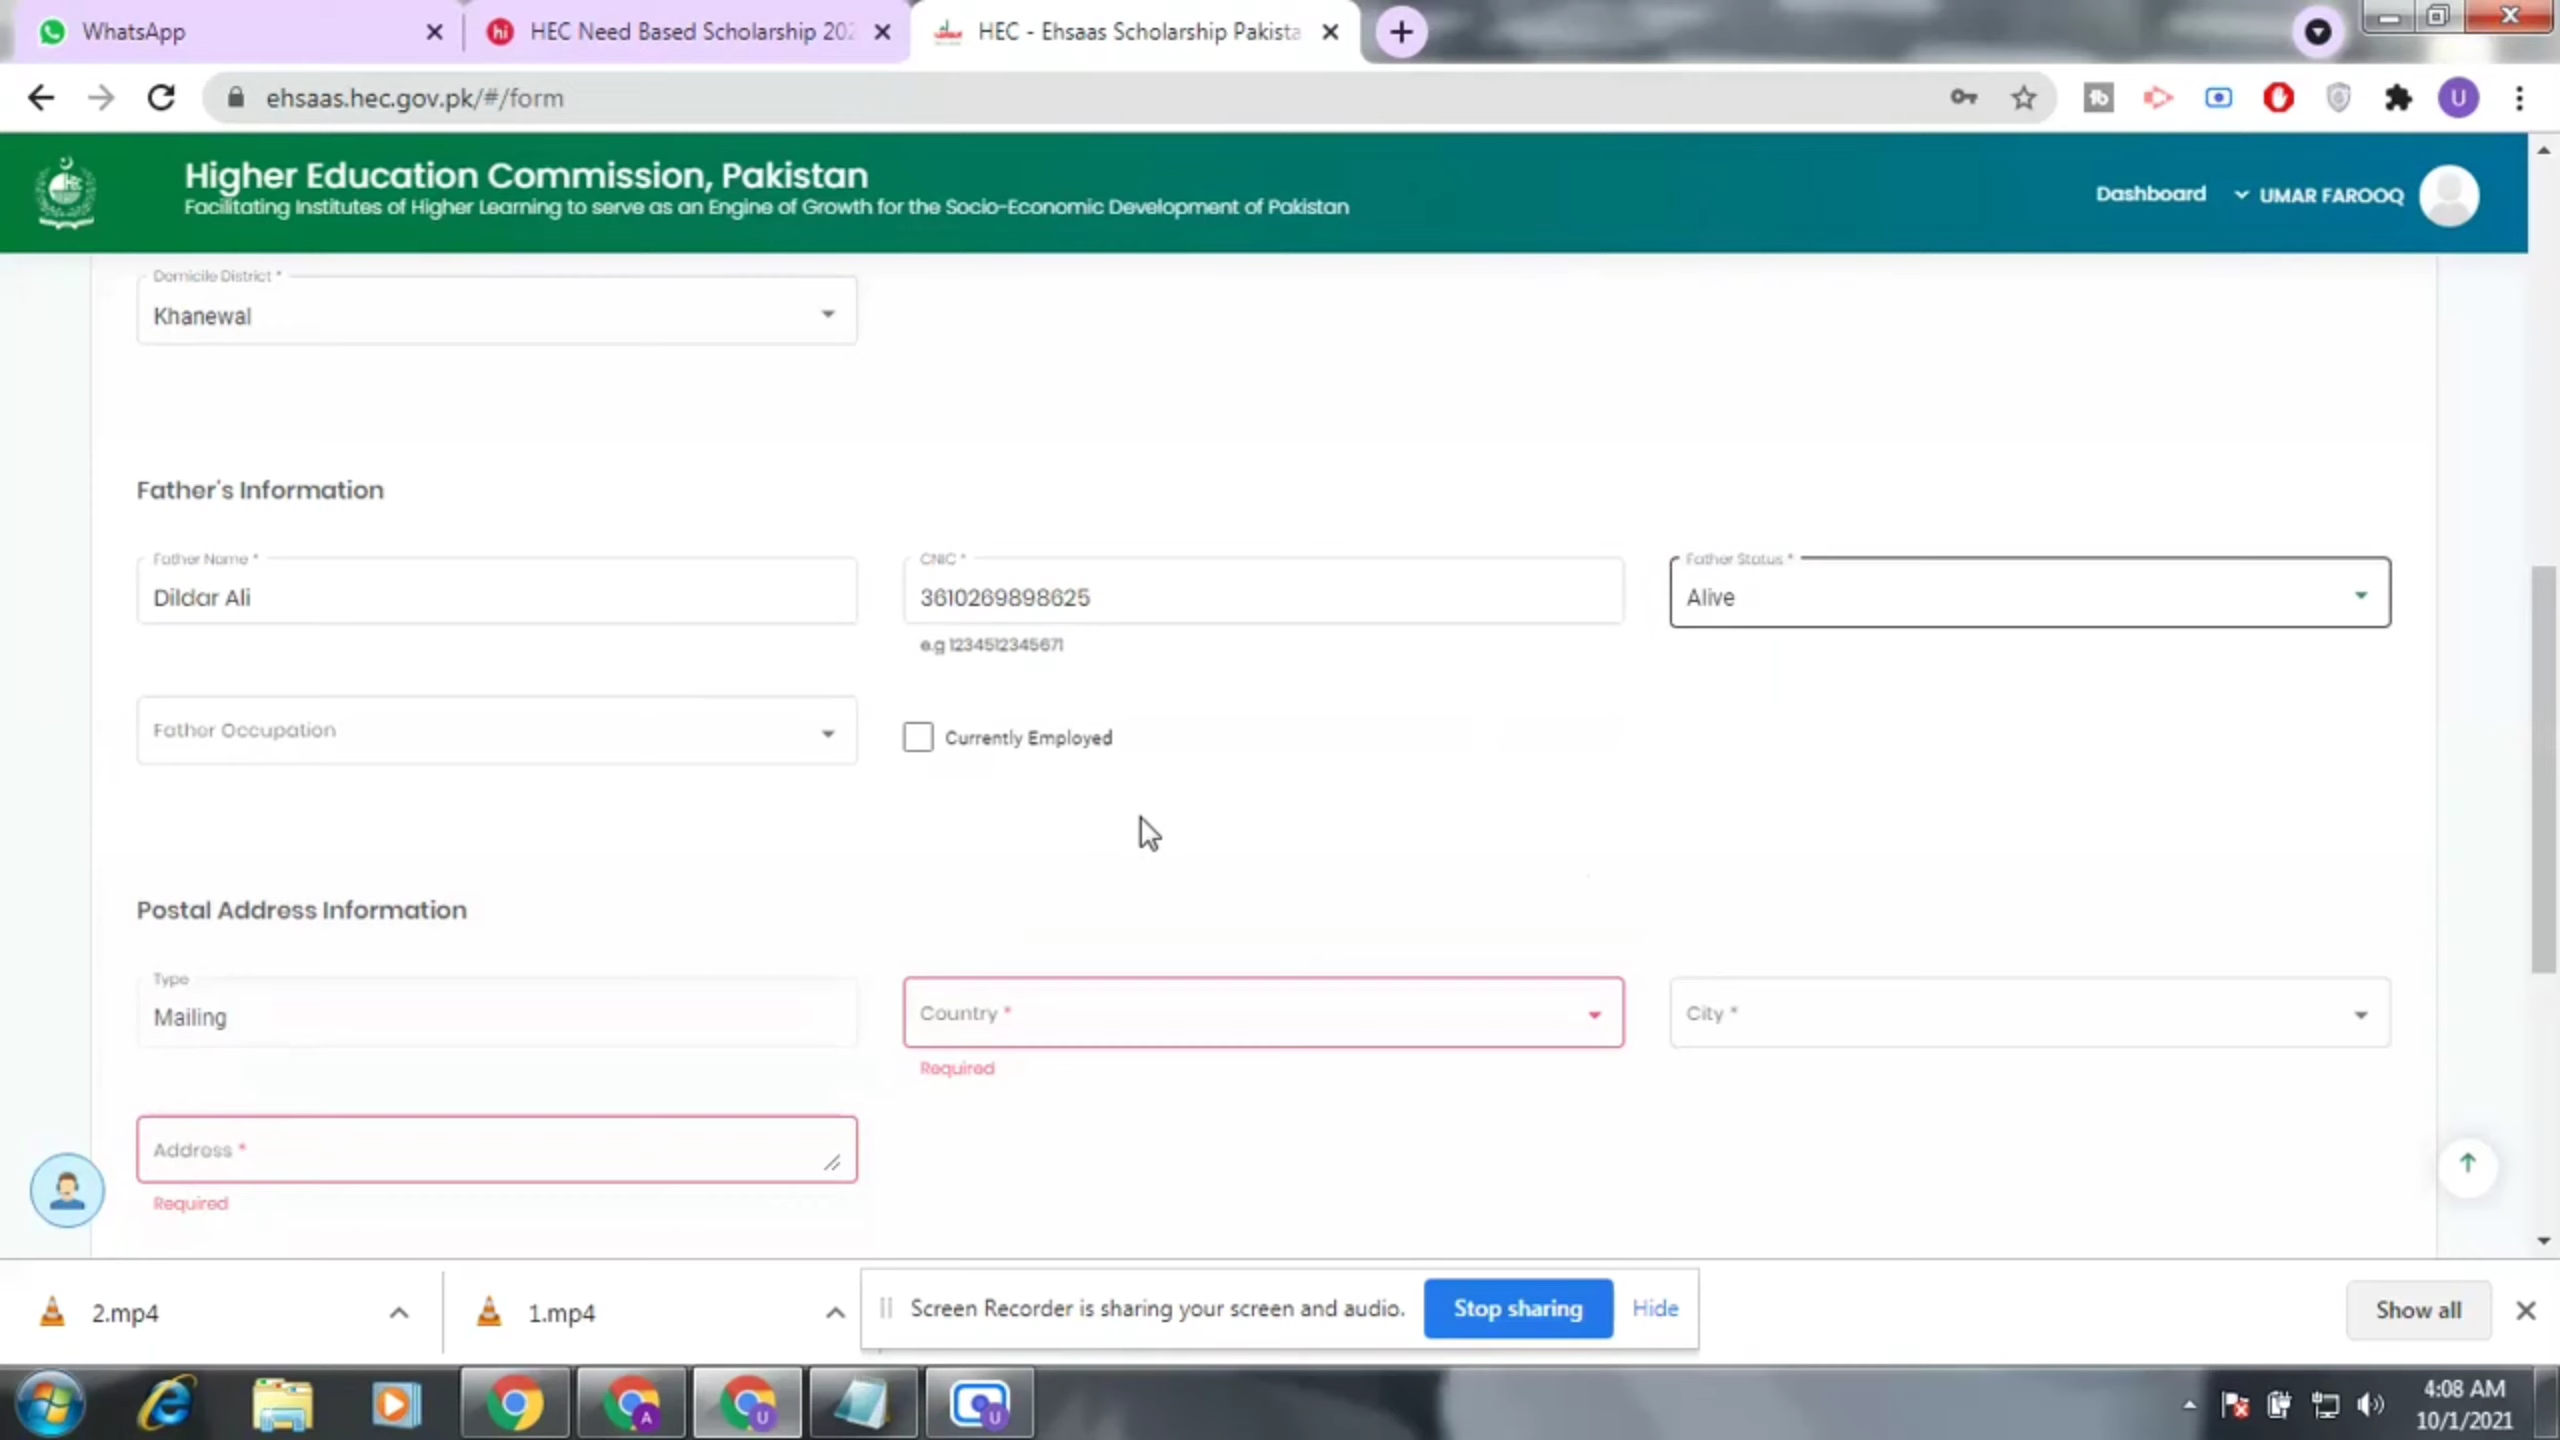 WhatsApp
HEC Need Based Scholarship 202
HEC - Ehsaas Scholarship Pakista
ehsaas.hec.gov.pk/#/form
U
Higher Education Commission, Pakistan
Facilitating Institutes of Higher Learning to serve as an Engine of Growth for the Socio-Economic Development of Pakistan
Dashboard
UMAR FAROOQ
Domicile District *
Khanewal
Father's Information
Father Name *
Dildar Ali
CNIC *
3610269898625
e.g 1234512345671
Father Status *
Alive
Father Occupation
Currently Employed
Postal Address Information
Type
Mailing
Country *
Required
City *
Address *
Required
2.mp4
1.mp4
Screen Recorder is sharing your screen and audio.
Stop sharing
Hide
Show all
A
U
U
4:08 AM
10/1/2021